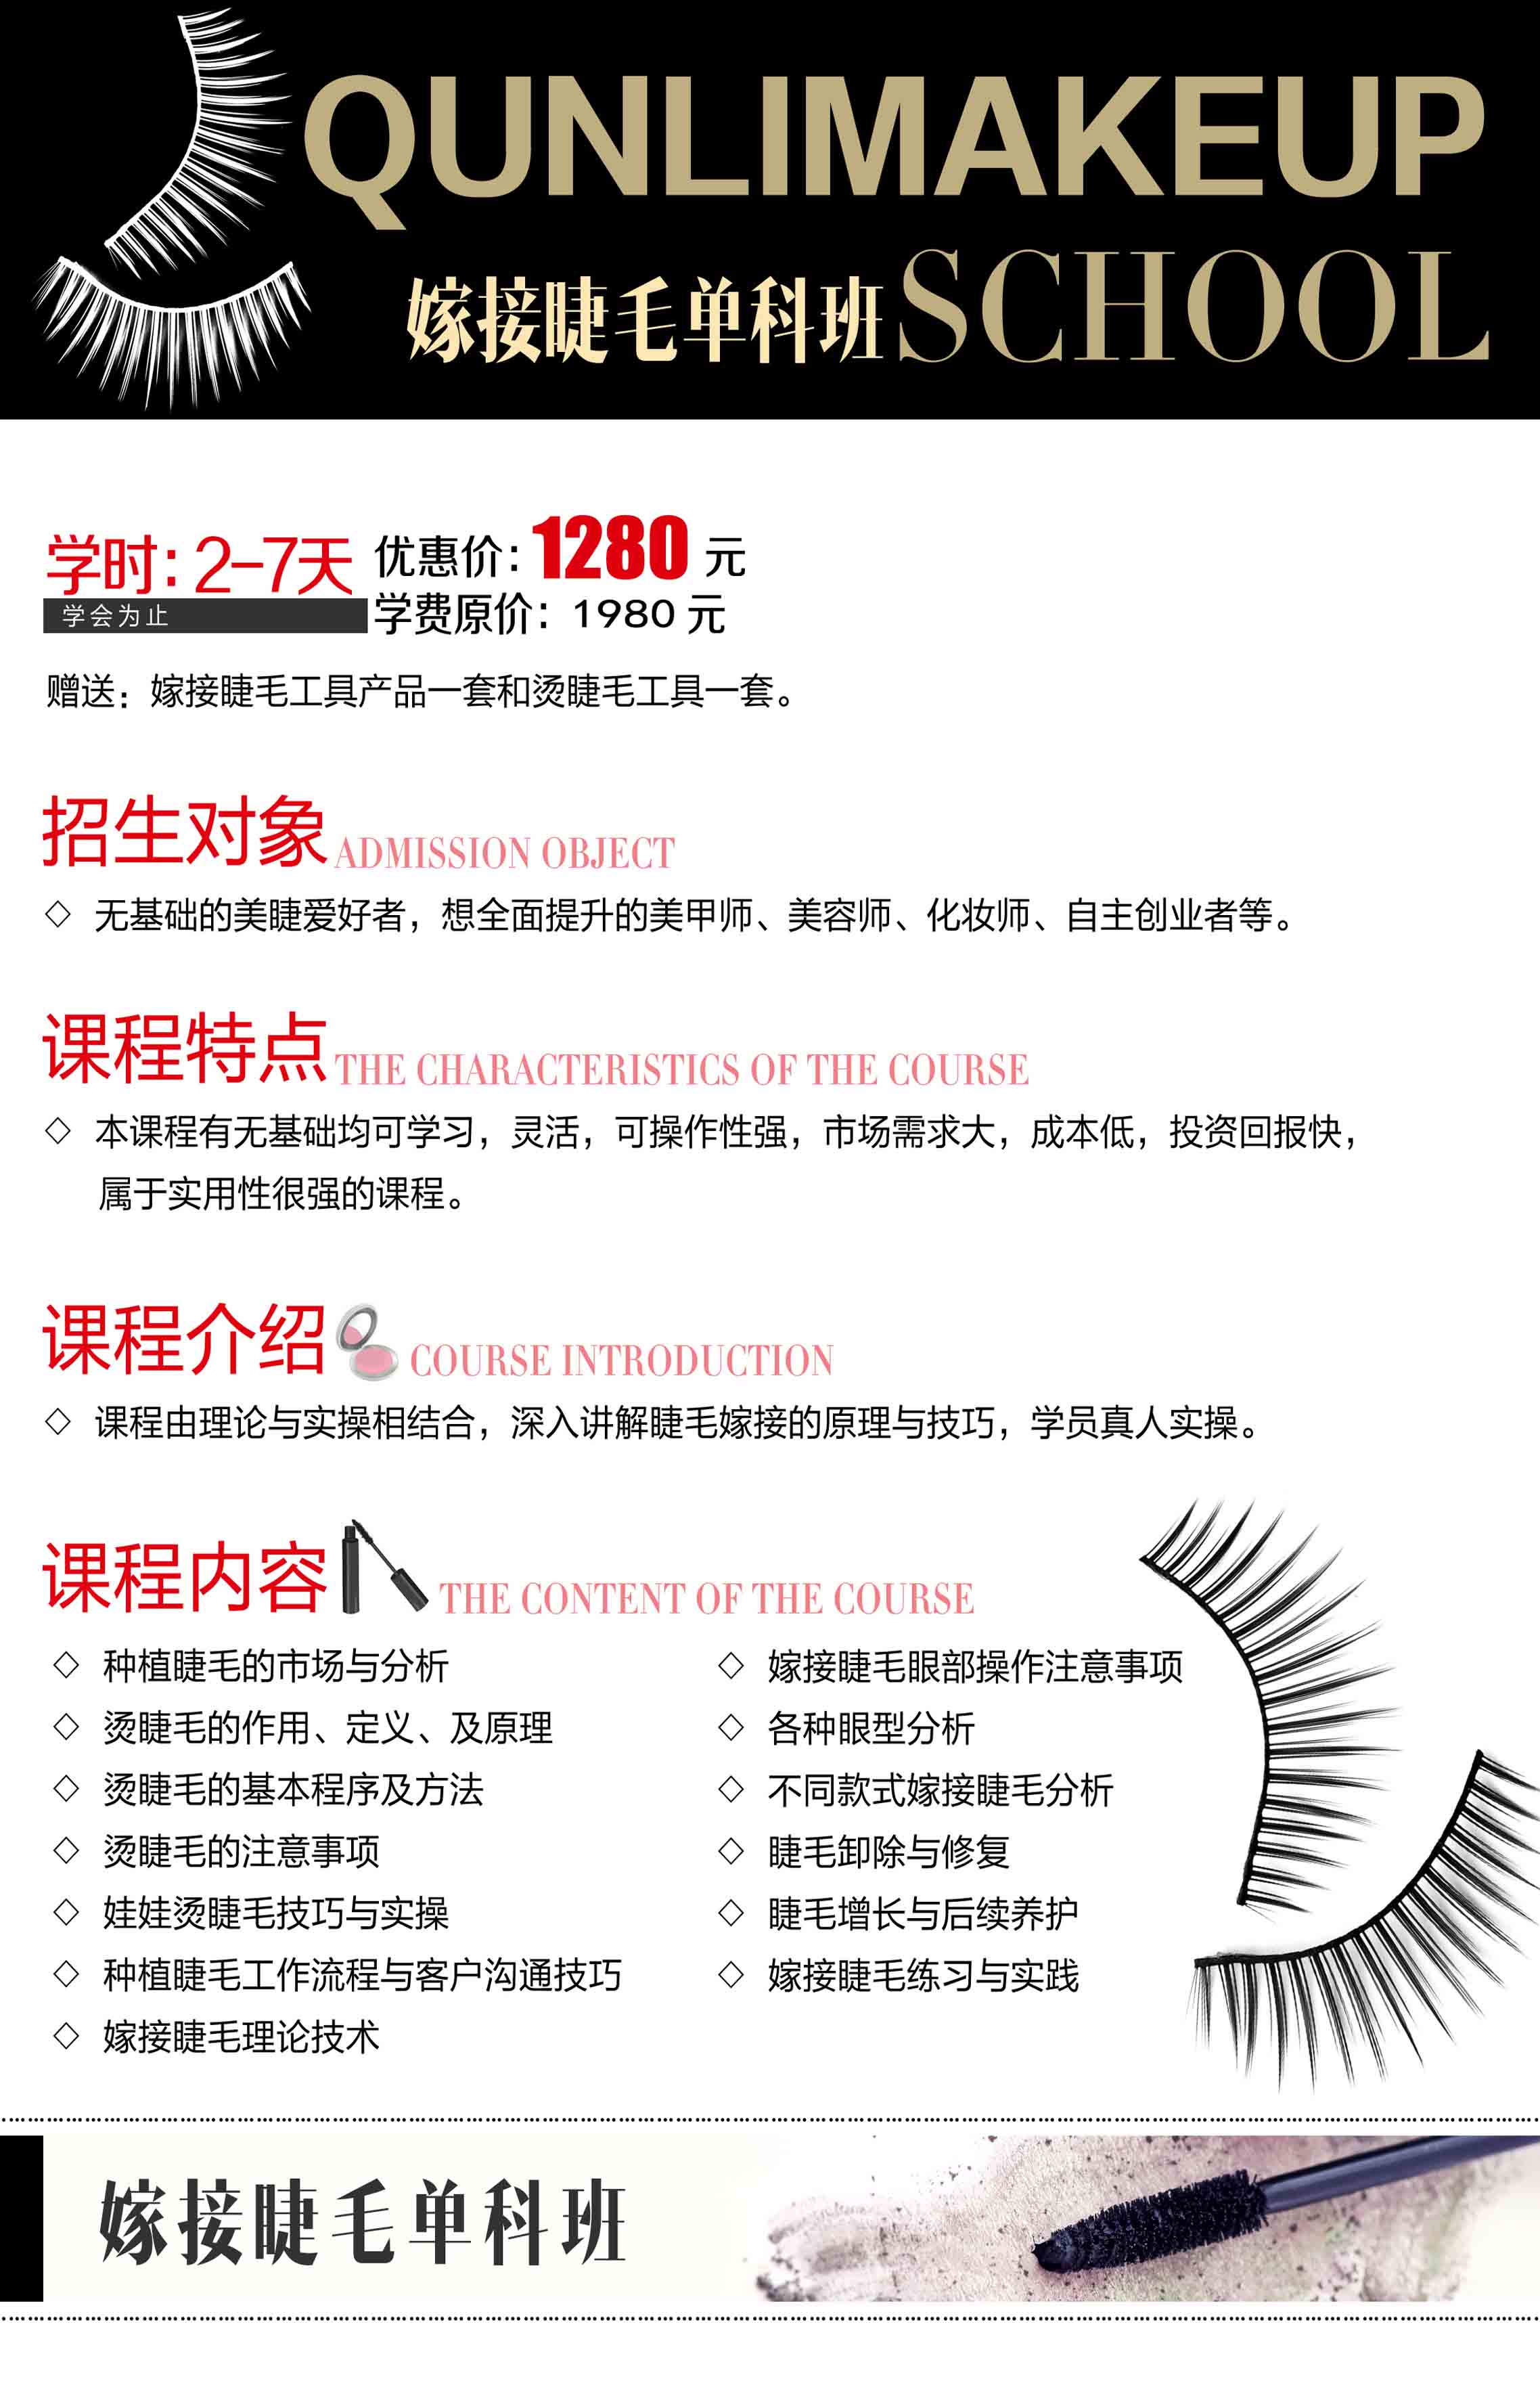 QUNLIMAKEUP
嫁接睫毛单科班 SCHOOL
学时：2-7天
学会为止
优惠价：1280 元
学费原价：1980 元
赠送：嫁接睫毛工具产品一套和烫睫毛工具一套。
招生对象 ADMISSION OBJECT
◇ 无基础的美睫爱好者，想全面提升的美甲师、美容师、化妆师、自主创业者等。
课程特点 THE CHARACTERISTICS OF THE COURSE
◇ 本课程有无基础均可学习，灵活，可操作性强，市场需求大，成本低，投资回报快，
属于实用性很强的课程。
课程介绍 COURSE INTRODUCTION
◇ 课程由理论与实操相结合，深入讲解睫毛嫁接的原理与技巧，学员真人实操。
课程内容 THE CONTENT OF THE COURSE
◇ 种植睫毛的市场与分析
◇ 烫睫毛的作用、定义、及原理
◇ 烫睫毛的基本程序及方法
◇ 烫睫毛的注意事项
◇ 娃娃烫睫毛技巧与实操
◇ 种植睫毛工作流程与客户沟通技巧
◇ 嫁接睫毛理论技术
◇ 嫁接睫毛眼部操作注意事项
◇ 各种眼型分析
◇ 不同款式嫁接睫毛分析
◇ 睫毛卸除与修复
◇ 睫毛增长与后续养护
◇ 嫁接睫毛练习与实践
嫁接睫毛单科班